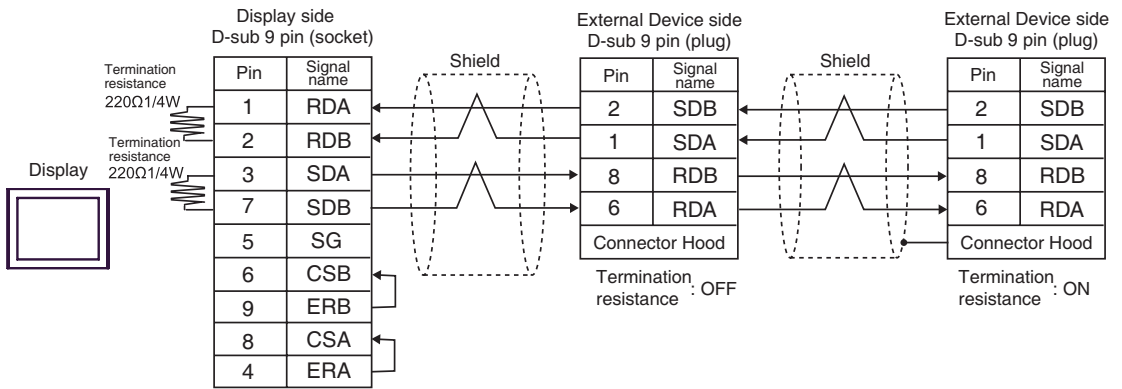 Display side
D-sub 9 pin (socket)
External Device side
D-sub 9 pin (plug)
External Device side
D-sub 9 pin (plug)
Shield
Shield
Termination
resistance
220Ω1/4W
Termination
resistance
220Ω1/4W
Display
Pin Signal name
1 RDA
2 RDB
3 SDA
7 SDB
5 SG
6 CSB
9 ERB
8 CSA
4 ERA
Pin Signal name
2 SDB
1 SDA
8 RDB
6 RDA
Connector Hood
Termination resistance : OFF
Pin Signal name
2 SDB
1 SDA
8 RDB
6 RDA
Connector Hood
Termination resistance : ON